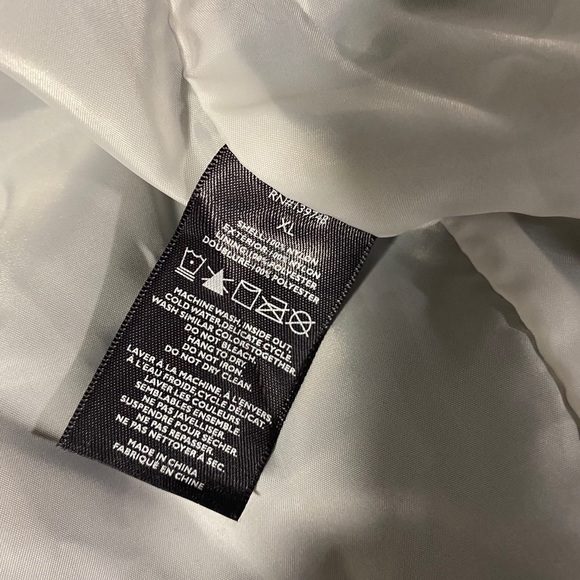 RN#139748
XL
SHELL: 100% NYLON
EXTERIOR: 100% NYLON
LINING: 100% POLYESTER
DOUBLURE: 100% POLYESTER
MACHINE WASH, INSIDE OUT.
COLD WATER DELICATE CYCLE.
WASH SIMILAR COLORS TOGETHER.
DO NOT BLEACH
HANG TO DRY.
DO NOT IRON.
DO NOT DRY CLEAN.
LAVER À LA MACHINE À L'ENVERS,
À L'EAU FROIDE CYCLE DÉLICAT.
LAVER LES COULEURS
SEMBLABLES ENSEMBLE.
NE PAS JAVELLISER.
SUSPENDRE POUR SÉCHER.
NE PAS REPASSER.
NE PAS NETTOYER À SEC.
MADE IN CHINA
FABRIQUÉ EN CHINE